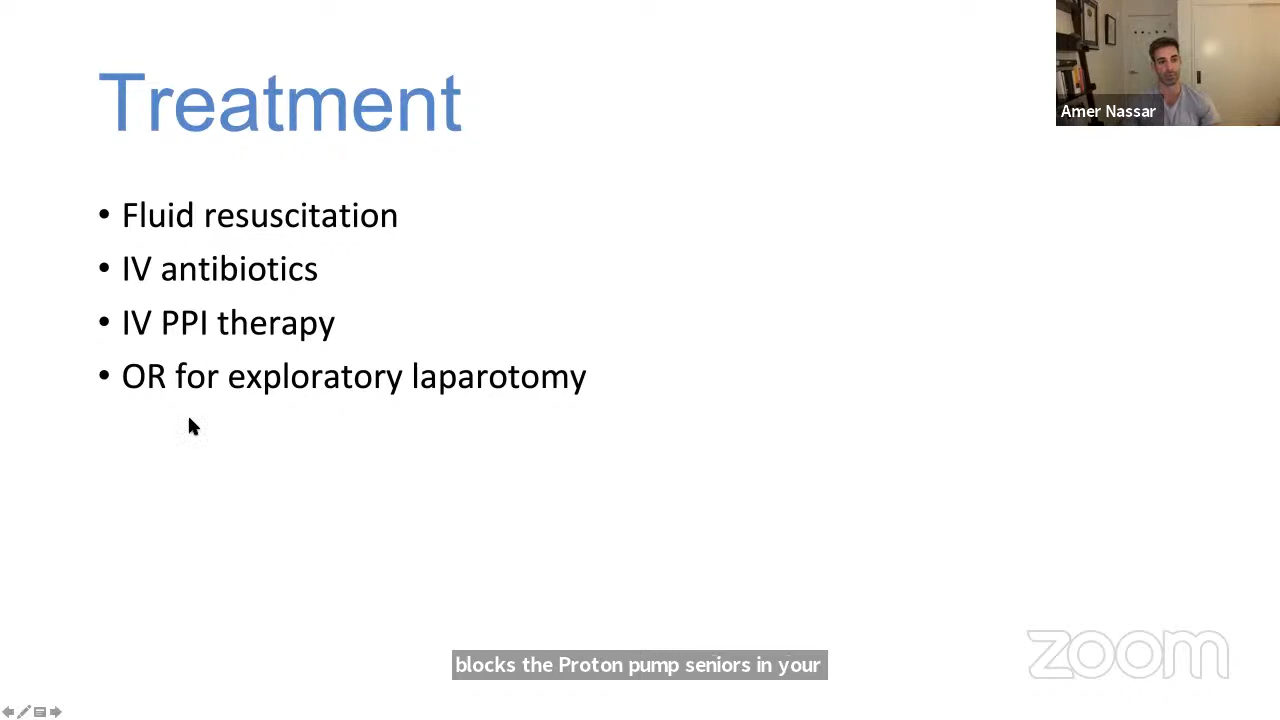 Treatment
Amer Nassar
• Fluid resuscitation
• IV antibiotics
• IV PPI therapy
• OR for exploratory laparotomy
blocks the Proton pump seniors in your
zoom